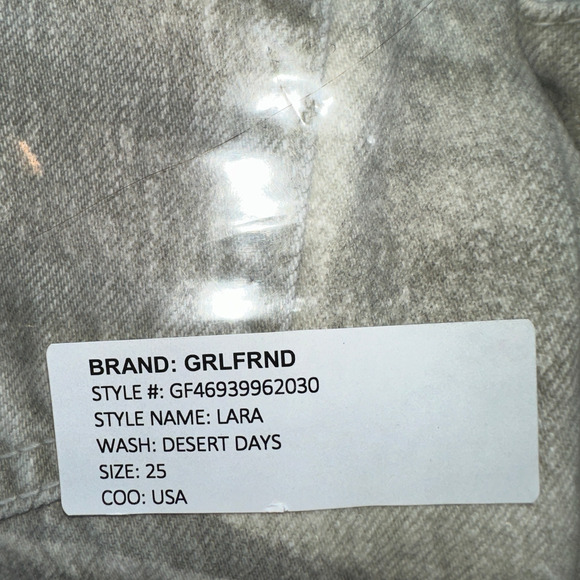 BRAND: GRLFRND
STYLE #: GF46939962030
STYLE NAME: LARA
WASH: DESERT DAYS
SIZE: 25
COO: USA